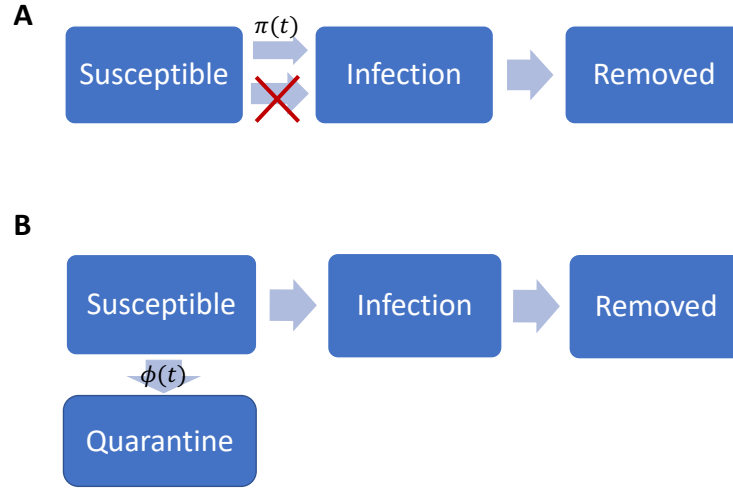 A
π(t)
Susceptible
Infection
Removed
B
Susceptible
Infection
Removed
ϕ(t)
Quarantine